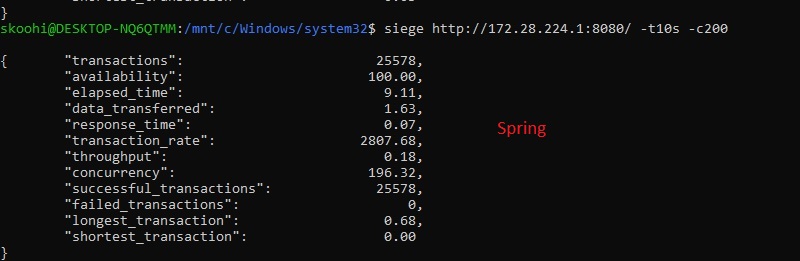 }
skoohi@DESKTOP-NQ6QTMM:/mnt/c/Windows/system32$ siege http://172.28.224.1:8080/ -t10s -c200
{ "transactions": 25578,
"availability": 100.00,
"elapsed_time": 9.11,
"data_transferred": 1.63,
"response_time": 0.07,
Spring
"transaction_rate": 2807.68,
"throughput": 0.18,
"concurrency": 196.32,
"successful_transactions": 25578,
"failed_transactions": 0,
"longest_transaction": 0.68,
"shortest_transaction": 0.00
}